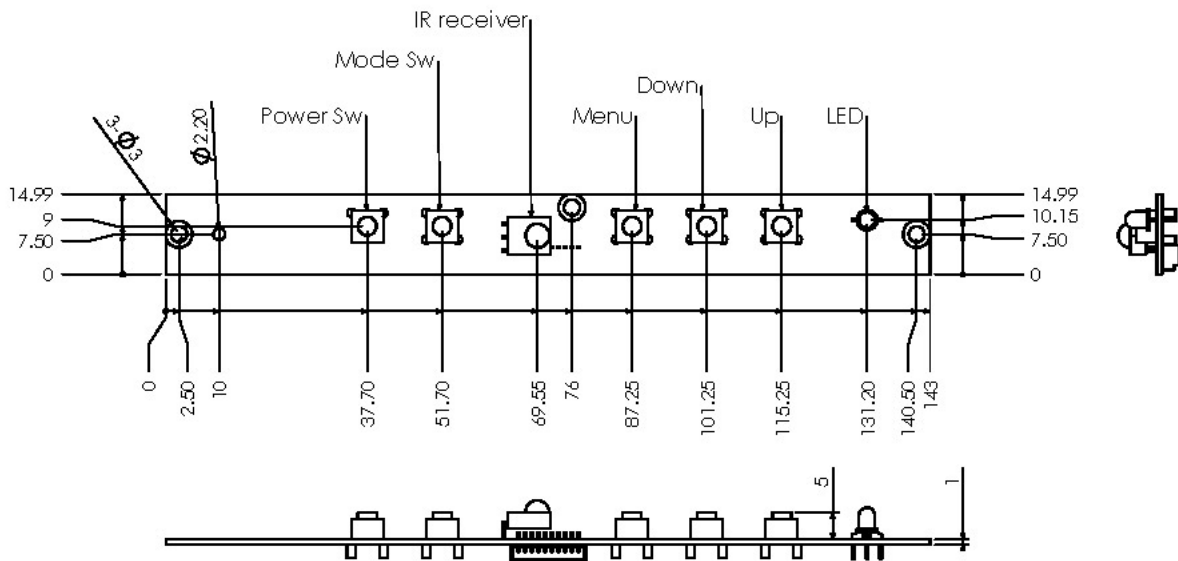 IR receiver
Mode Sw
Down
Power Sw
Menu
Up
LED
3-Ø3
Ø2.20
14.99
9
7.50
0
14.99
10.15
7.50
0
0
2.50
10
37.70
51.70
69.55
76
87.25
101.25
115.25
131.20
140.50
143
5
1